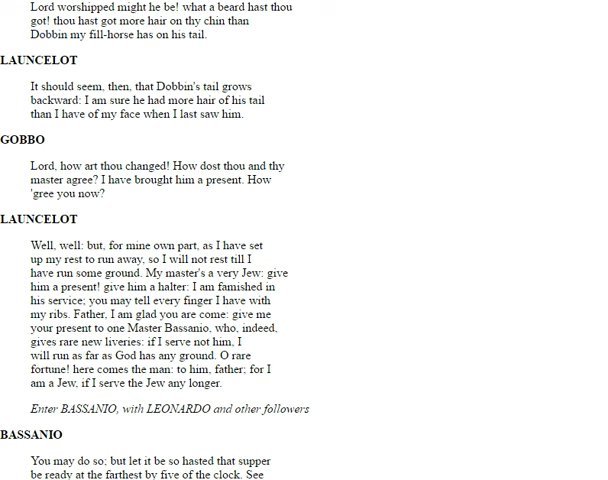 Lord worshipped might he be! what a beard hast thou
got! thou hast got more hair on thy chin than
Dobbin my fill-horse has on his tail.
LAUNCELOT
It should seem, then, that Dobbin's tail grows
backward: I am sure he had more hair of his tail
than I have of my face when I last saw him.
GOBBO
Lord, how art thou changed! How dost thou and thy
master agree? I have brought him a present. How
'gree you now?
LAUNCELOT
Well, well: but, for mine own part, as I have set
up my rest to run away, so I will not rest till I
have run some ground. My master's a very Jew: give
him a present! give him a halter: I am famished in
his service; you may tell every finger I have with
my ribs. Father, I am glad you are come: give me
your present to one Master Bassanio, who, indeed,
gives rare new liveries: if I serve not him, I
will run as far as God has any ground. O rare
fortune! here comes the man: to him, father; for I
am a Jew, if I serve the Jew any longer.
Enter BASSANIO, with LEONARDO and other followers
BASSANIO
You may do so; but let it be so hasted that supper
be ready at the farthest by five of the clock. See